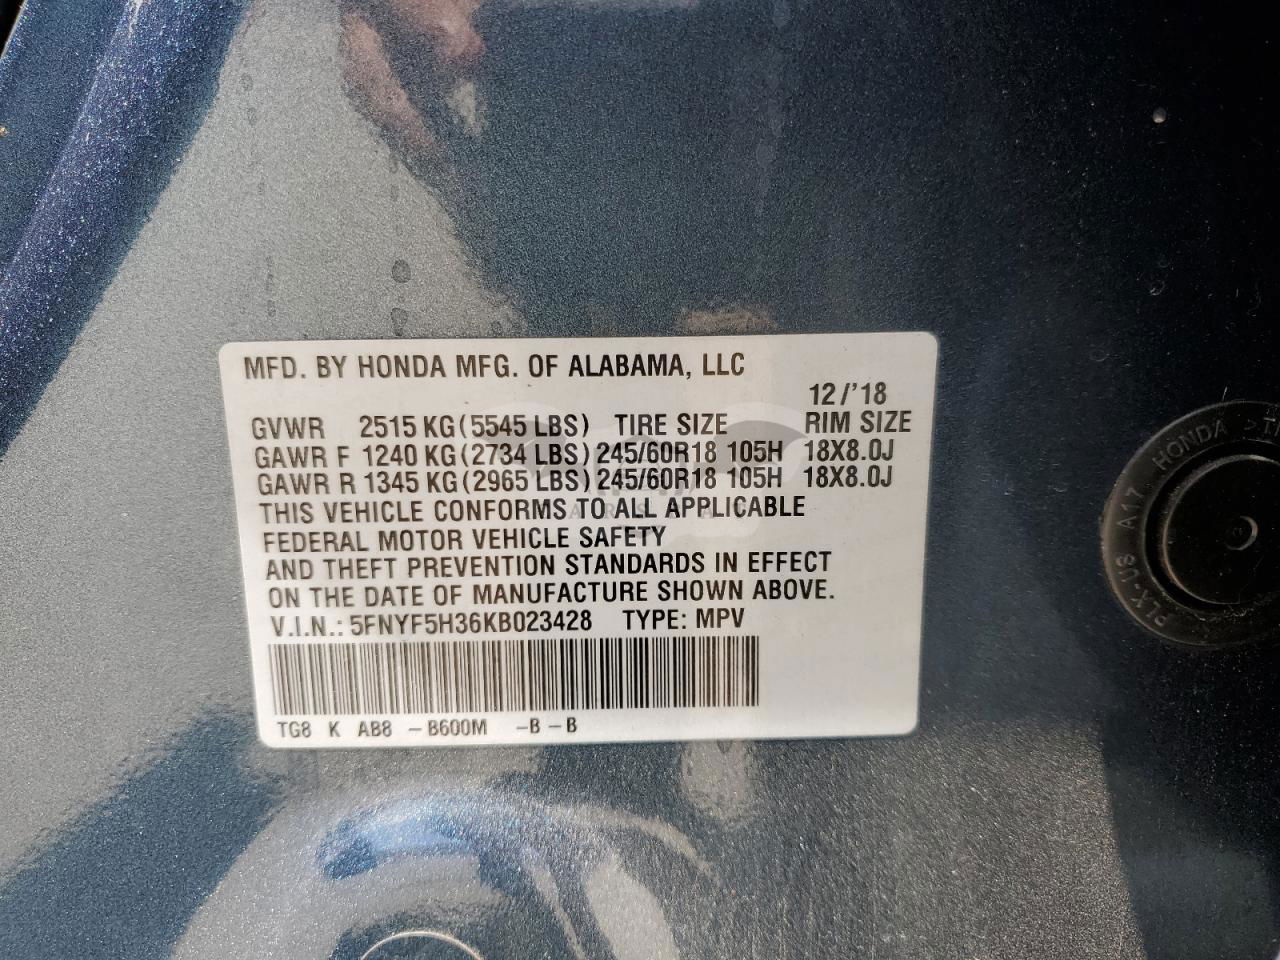 MFD. BY HONDA MFG. OF ALABAMA, LLC
12/'18
GVWR 2515 KG (5545 LBS) TIRE SIZE RIM SIZE
GAWR F 1240 KG (2734 LBS) 245/60R18 105H 18X8.0J
GAWR R 1345 KG (2965 LBS) 245/60R18 105H 18X8.0J
THIS VEHICLE CONFORMS TO ALL APPLICABLE
FEDERAL MOTOR VEHICLE SAFETY
AND THEFT PREVENTION STANDARDS IN EFFECT
ON THE DATE OF MANUFACTURE SHOWN ABOVE.
V.I.N.: 5FNYF5H36KB023428 TYPE: MPV
TG8 K AB8 -B600M -B-B
A17 HONDA